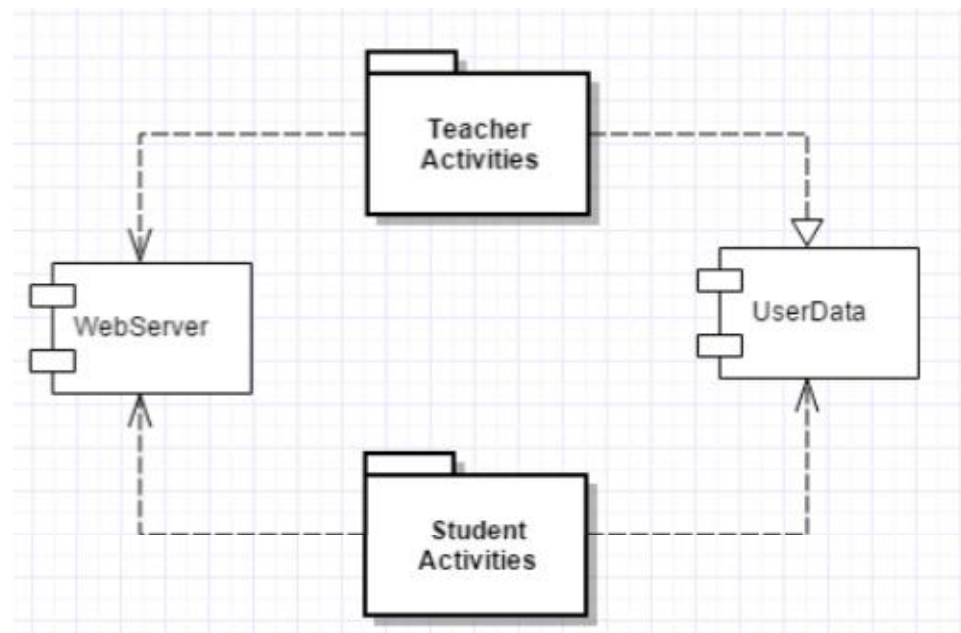 Teacher
Activities
WebServer
UserData
Student
Activities